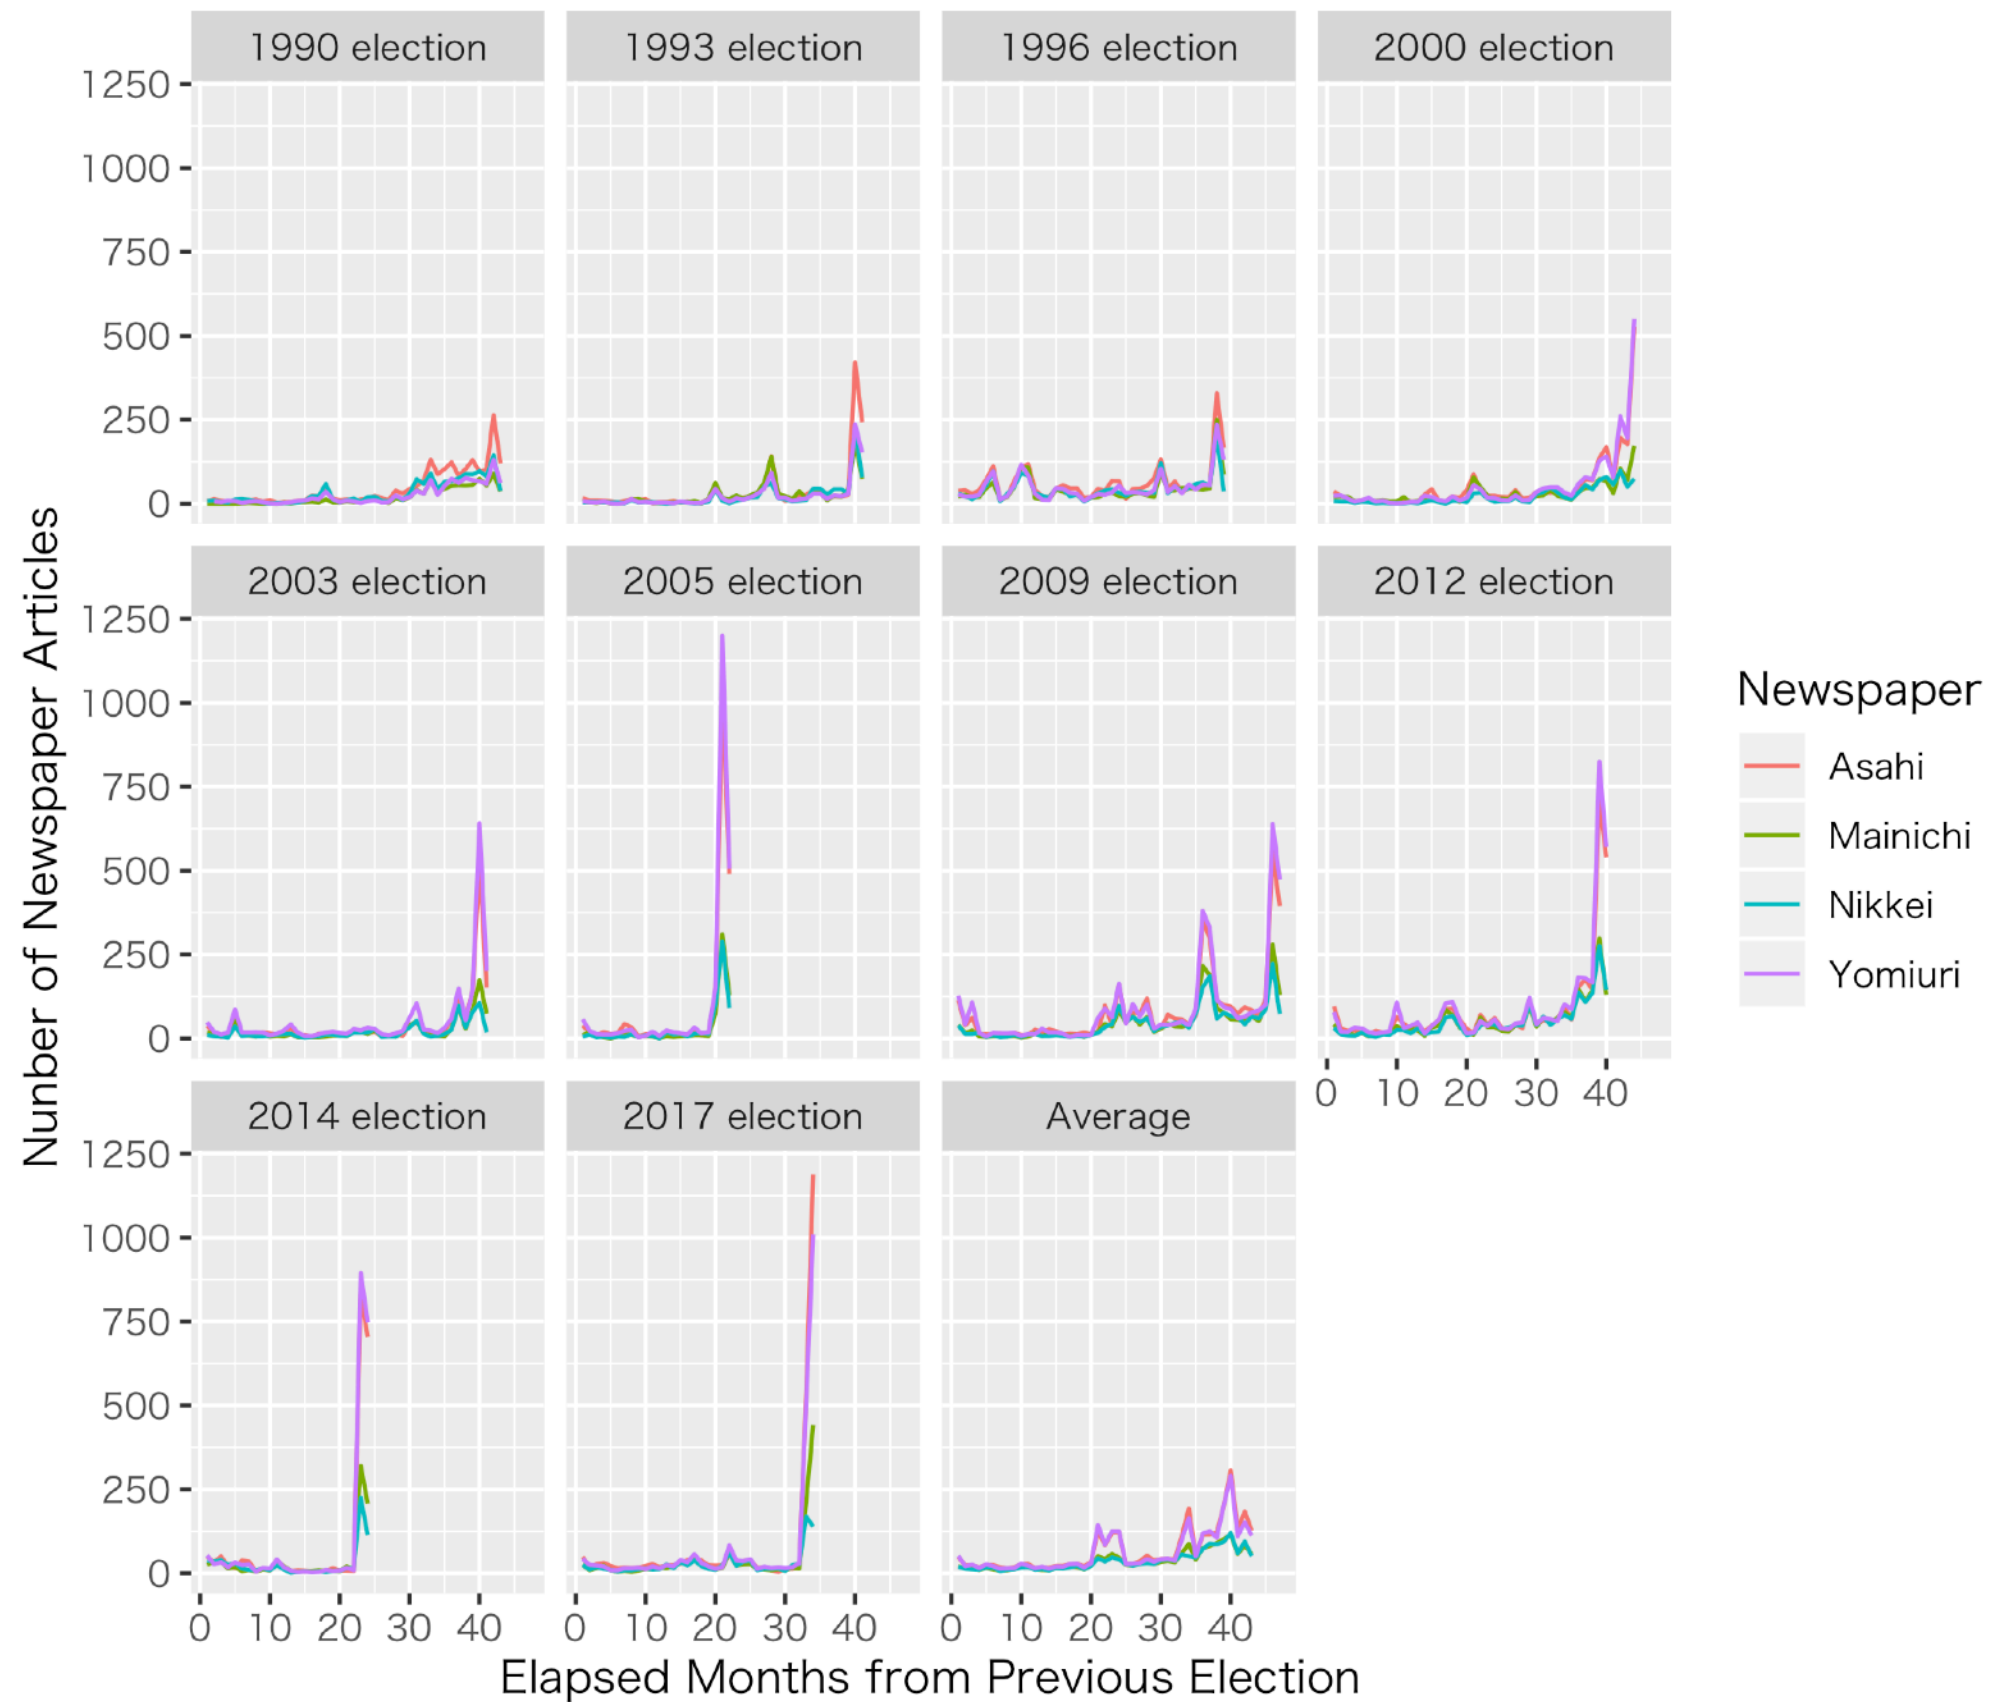 1990 election
1993 election
1996 election
2000 election
1250
1000
750
500
250
0
2003 election
2005 election
2009 election
2012 election
1250
1000
750
500
250
0
0 10 20 30 40
2014 election
2017 election
Average
1250
1000
750
500
250
0
0 10 20 30 40
0 10 20 30 40
0 10 20 30 40
Elapsed Months from Previous Election
Nunber of Newspaper Articles
Newspaper
Asahi
Mainichi
Nikkei
Yomiuri